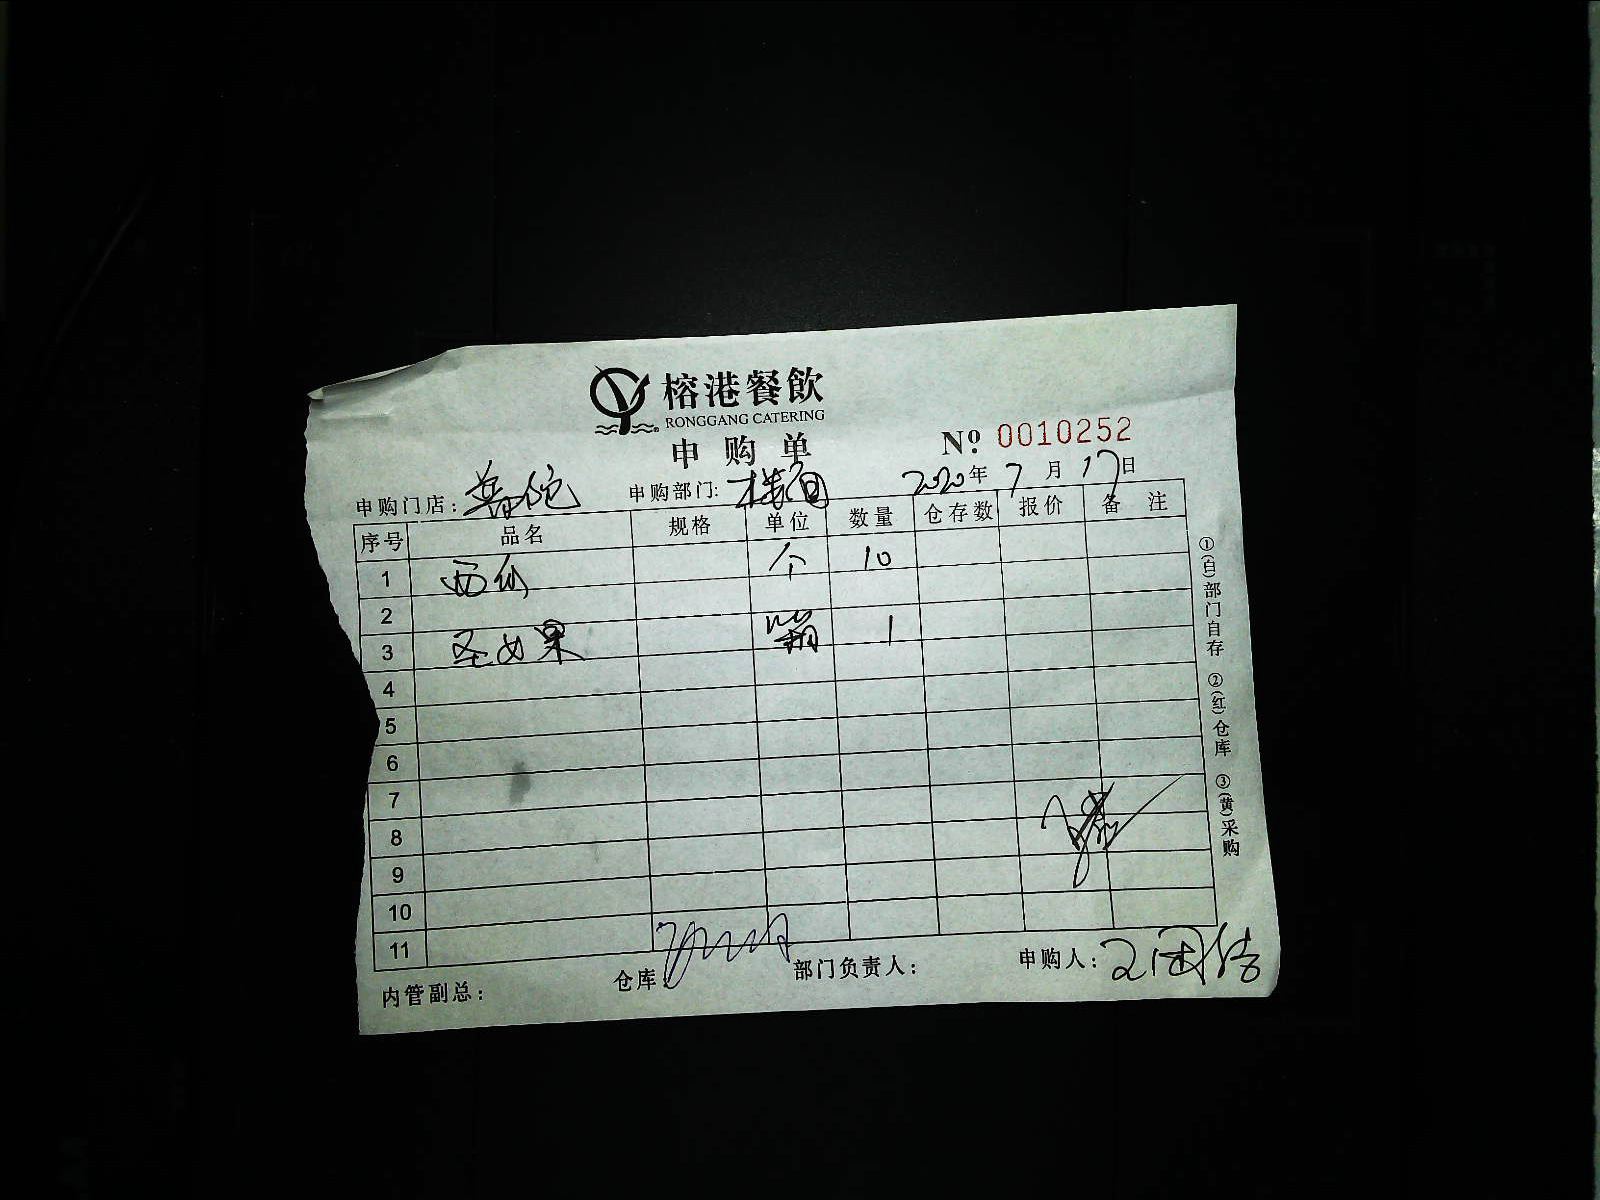 榕港餐飲
RONGGANG CATERING
申购单
№ 0010252
申购门店: 申购部门: 楼面 2020年7月17日
序号 品名 规格 单位 数量 仓存数 报价 备注
1 西仙 个 10
2
3 圣女果 箱 1
4
5
6
7
8
9
10
11
内管副总: 仓库: 部门负责人: 申购人:
①(白)部门自存 ②(红)仓库 ③(黄)采购